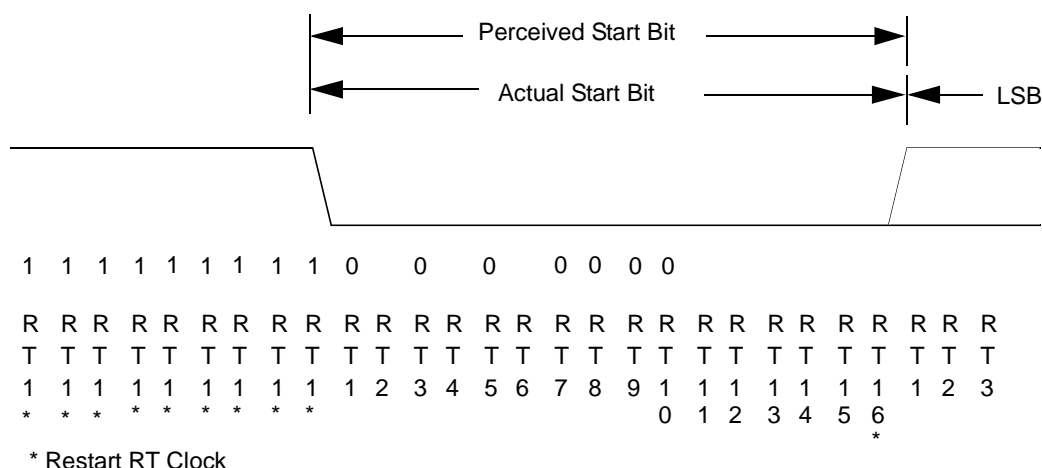 Perceived Start Bit
Actual Start Bit
LSB
1 1 1 1 1 1 1 1 1 0 0 0 0 0 0 0
R R R R R R R R R R R R R R R R R R R R R R R R R R R R
T T T T T T T T T T T T T T T T T T T T T T T T T T T T
1 1 1 1 1 1 1 1 1 1 2 3 4 5 6 7 8 9 1 1 1 1 1 1 1 1 2 3
* * * * * * * * * 0 1 2 3 4 5 6
*
* Restart RT Clock